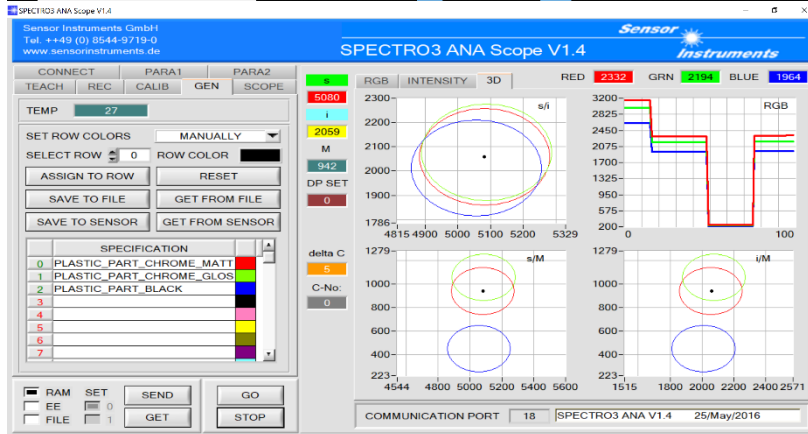 SPECTRO3 ANA Scope V1.4
Sensor Instruments GmbH
Tel. ++49 (0) 8544-9719-0
www.sensorinstruments.de
SPECTRO3 ANA Scope V1.4
Sensor
Instruments
CONNECT PARA1 PARA2
TEACH REC CALIB GEN SCOPE
TEMP 27
SET ROW COLORS MANUALLY
SELECT ROW 0 ROW COLOR
ASSIGN TO ROW RESET
SAVE TO FILE GET FROM FILE
SAVE TO SENSOR GET FROM SENSOR
SPECIFICATION
0 PLASTIC_PART_CHROME_MATT
1 PLASTIC_PART_CHROME_GLOS
2 PLASTIC_PART_BLACK
3
4
5
6
7
RAM SET SEND GO
EE 0
FILE 1 GET STOP
s
5080
i
2059
M
942
DP SET
0
delta C
5
C-No:
0
RGB INTENSITY 3D RED 2332 GRN 2194 BLUE 1964
s/i
2300
2200
2100
2000
1900
1786
4815 4900 5000 5100 5200 5329
RGB
3200
2825
2450
2075
1700
1325
950
575
200
0 100
s/M
1279
1000
800
600
400
223
4544 4800 5000 5200 5400 5600
i/M
1279
1000
800
600
400
223
1515 1800 2000 2200 2400 2571
COMMUNICATION PORT 18 SPECTRO3 ANA V1.4 25/May/2016